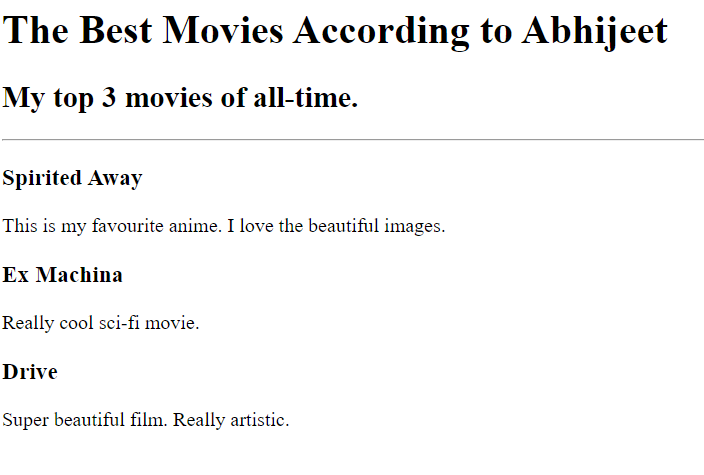 The Best Movies According to Abhijeet
My top 3 movies of all-time.
Spirited Away
This is my favourite anime. I love the beautiful images.
Ex Machina
Really cool sci-fi movie.
Drive
Super beautiful film. Really artistic.